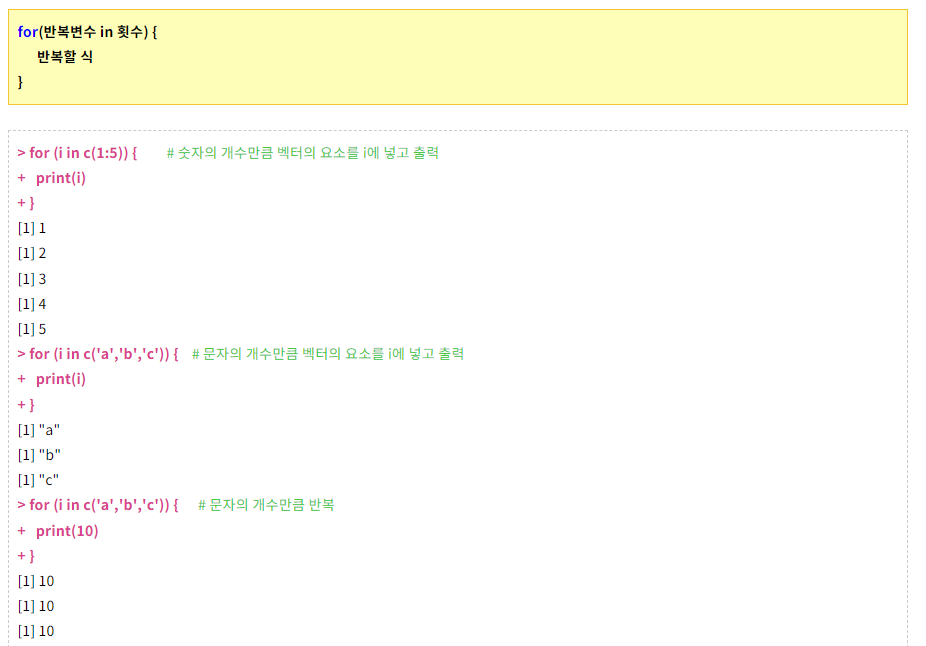 for(반복변수 in 횟수) {
반복할 식
}
> for (i in c(1:5)) { # 숫자의 개수만큼 벡터의 요소를 i에 넣고 출력
+ print(i)
+ }
[1] 1
[1] 2
[1] 3
[1] 4
[1] 5
> for (i in c('a','b','c')) { # 문자의 개수만큼 벡터의 요소를 i에 넣고 출력
+ print(i)
+ }
[1] "a"
[1] "b"
[1] "c"
> for (i in c('a','b','c')) { # 문자의 개수만큼 반복
+ print(10)
+ }
[1] 10
[1] 10
[1] 10